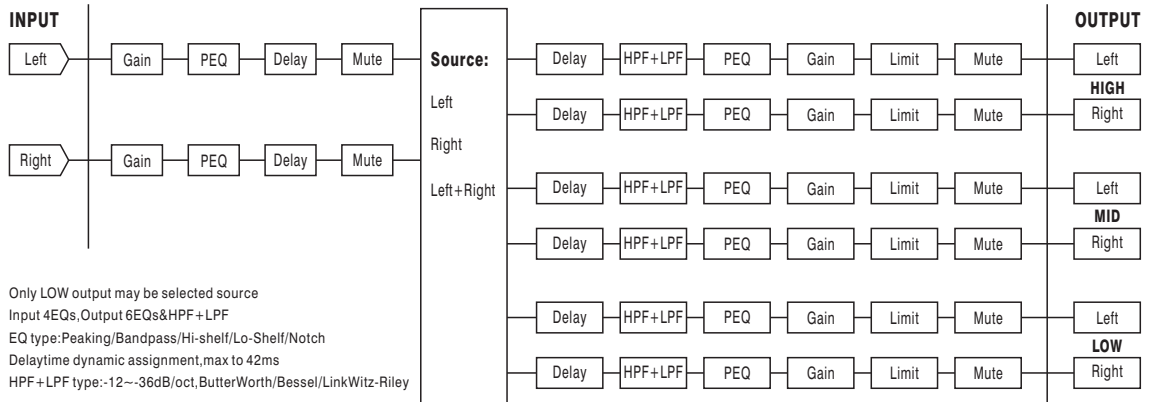 INPUT
OUTPUT
Left Gain PEQ Delay Mute Source: Delay HPF+LPF PEQ Gain Limit Mute Left
HIGH
Left Delay HPF+LPF PEQ Gain Limit Mute Right
Right Gain PEQ Delay Mute Right
Left+Right Delay HPF+LPF PEQ Gain Limit Mute Left
MID
Delay HPF+LPF PEQ Gain Limit Mute Right
Only LOW output may be selected source
Input 4EQs,Output 6EQs&HPF+LPF
Delay HPF+LPF PEQ Gain Limit Mute Left
EQ type:Peaking/Bandpass/Hi-shelf/Lo-Shelf/Notch
LOW
Delaytime dynamic assignment,max to 42ms
Delay HPF+LPF PEQ Gain Limit Mute Right
HPF+LPF type:-12~-36dB/oct,ButterWorth/Bessel/LinkWitz-Riley